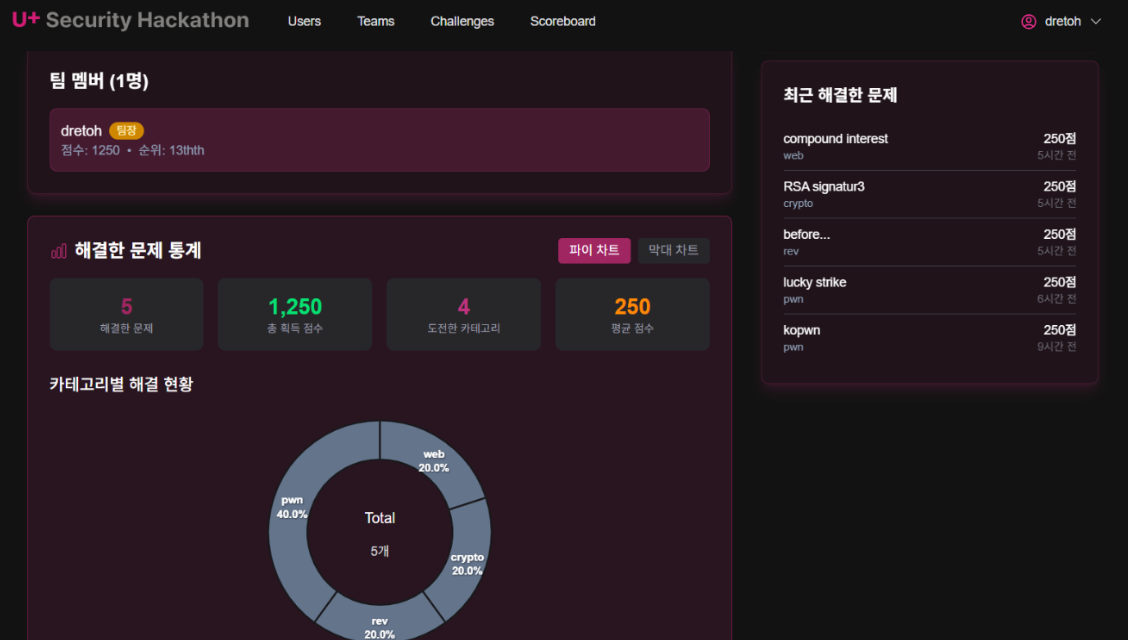 U+ Security Hackathon Users Teams Challenges Scoreboard dretoh
팀 멤버 (1명)
dretoh 팀장
점수: 1250 • 순위: 13thth
해결한 문제 통계 파이 차트 막대 차트
5
해결한 문제
1,250
총 획득 점수
4
도전한 카테고리
250
평균 점수
카테고리별 해결 현황
web
20.0%
pwn
40.0%
Total
5개
crypto
20.0%
rev
20.0%
최근 해결한 문제
compound interest 250점
web 5시간 전
RSA signatur3 250점
crypto 5시간 전
before... 250점
rev 5시간 전
lucky strike 250점
pwn 6시간 전
kopwn 250점
pwn 9시간 전